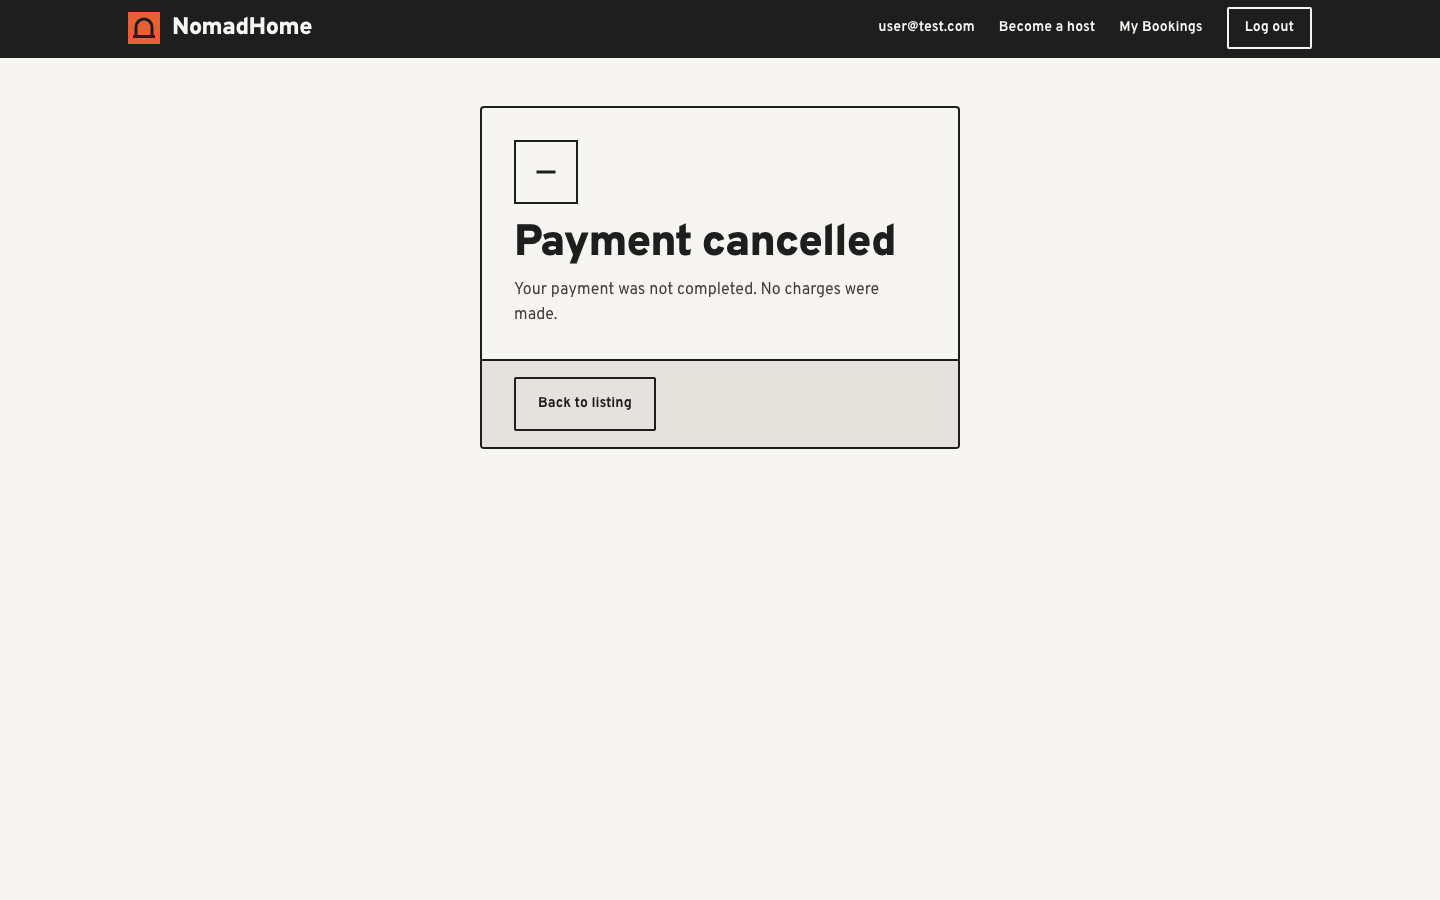 NomadHome
user@test.com
Become a host
My Bookings
Log out
Payment cancelled
Your payment was not completed. No charges were
made.
Back to listing